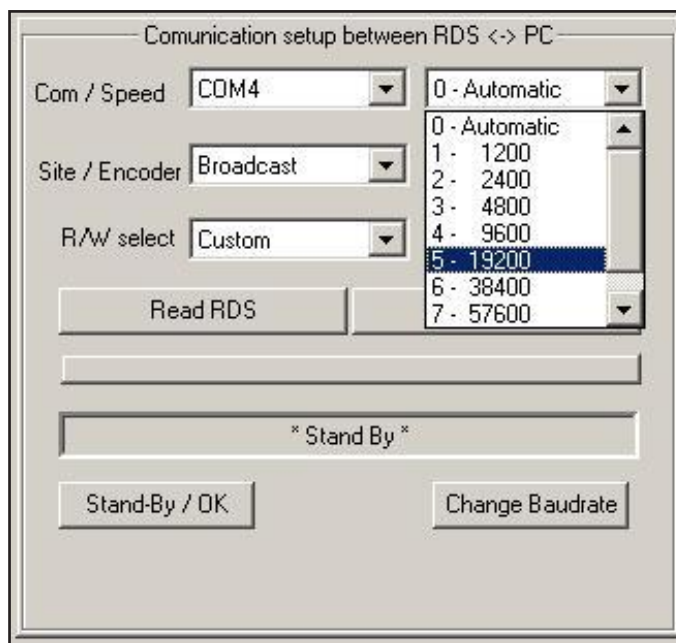 Comunication setup between RDS <-> PC
Com / Speed COM4 0 - Automatic
0 - Automatic
1 - 1200
Site / Encoder Broadcast
2 - 2400
3 - 4800
R/W select Custom
4 - 9600
5 - 19200
6 - 38400
Read RDS
7 - 57600
* Stand By *
Stand-By / OK Change Baudrate